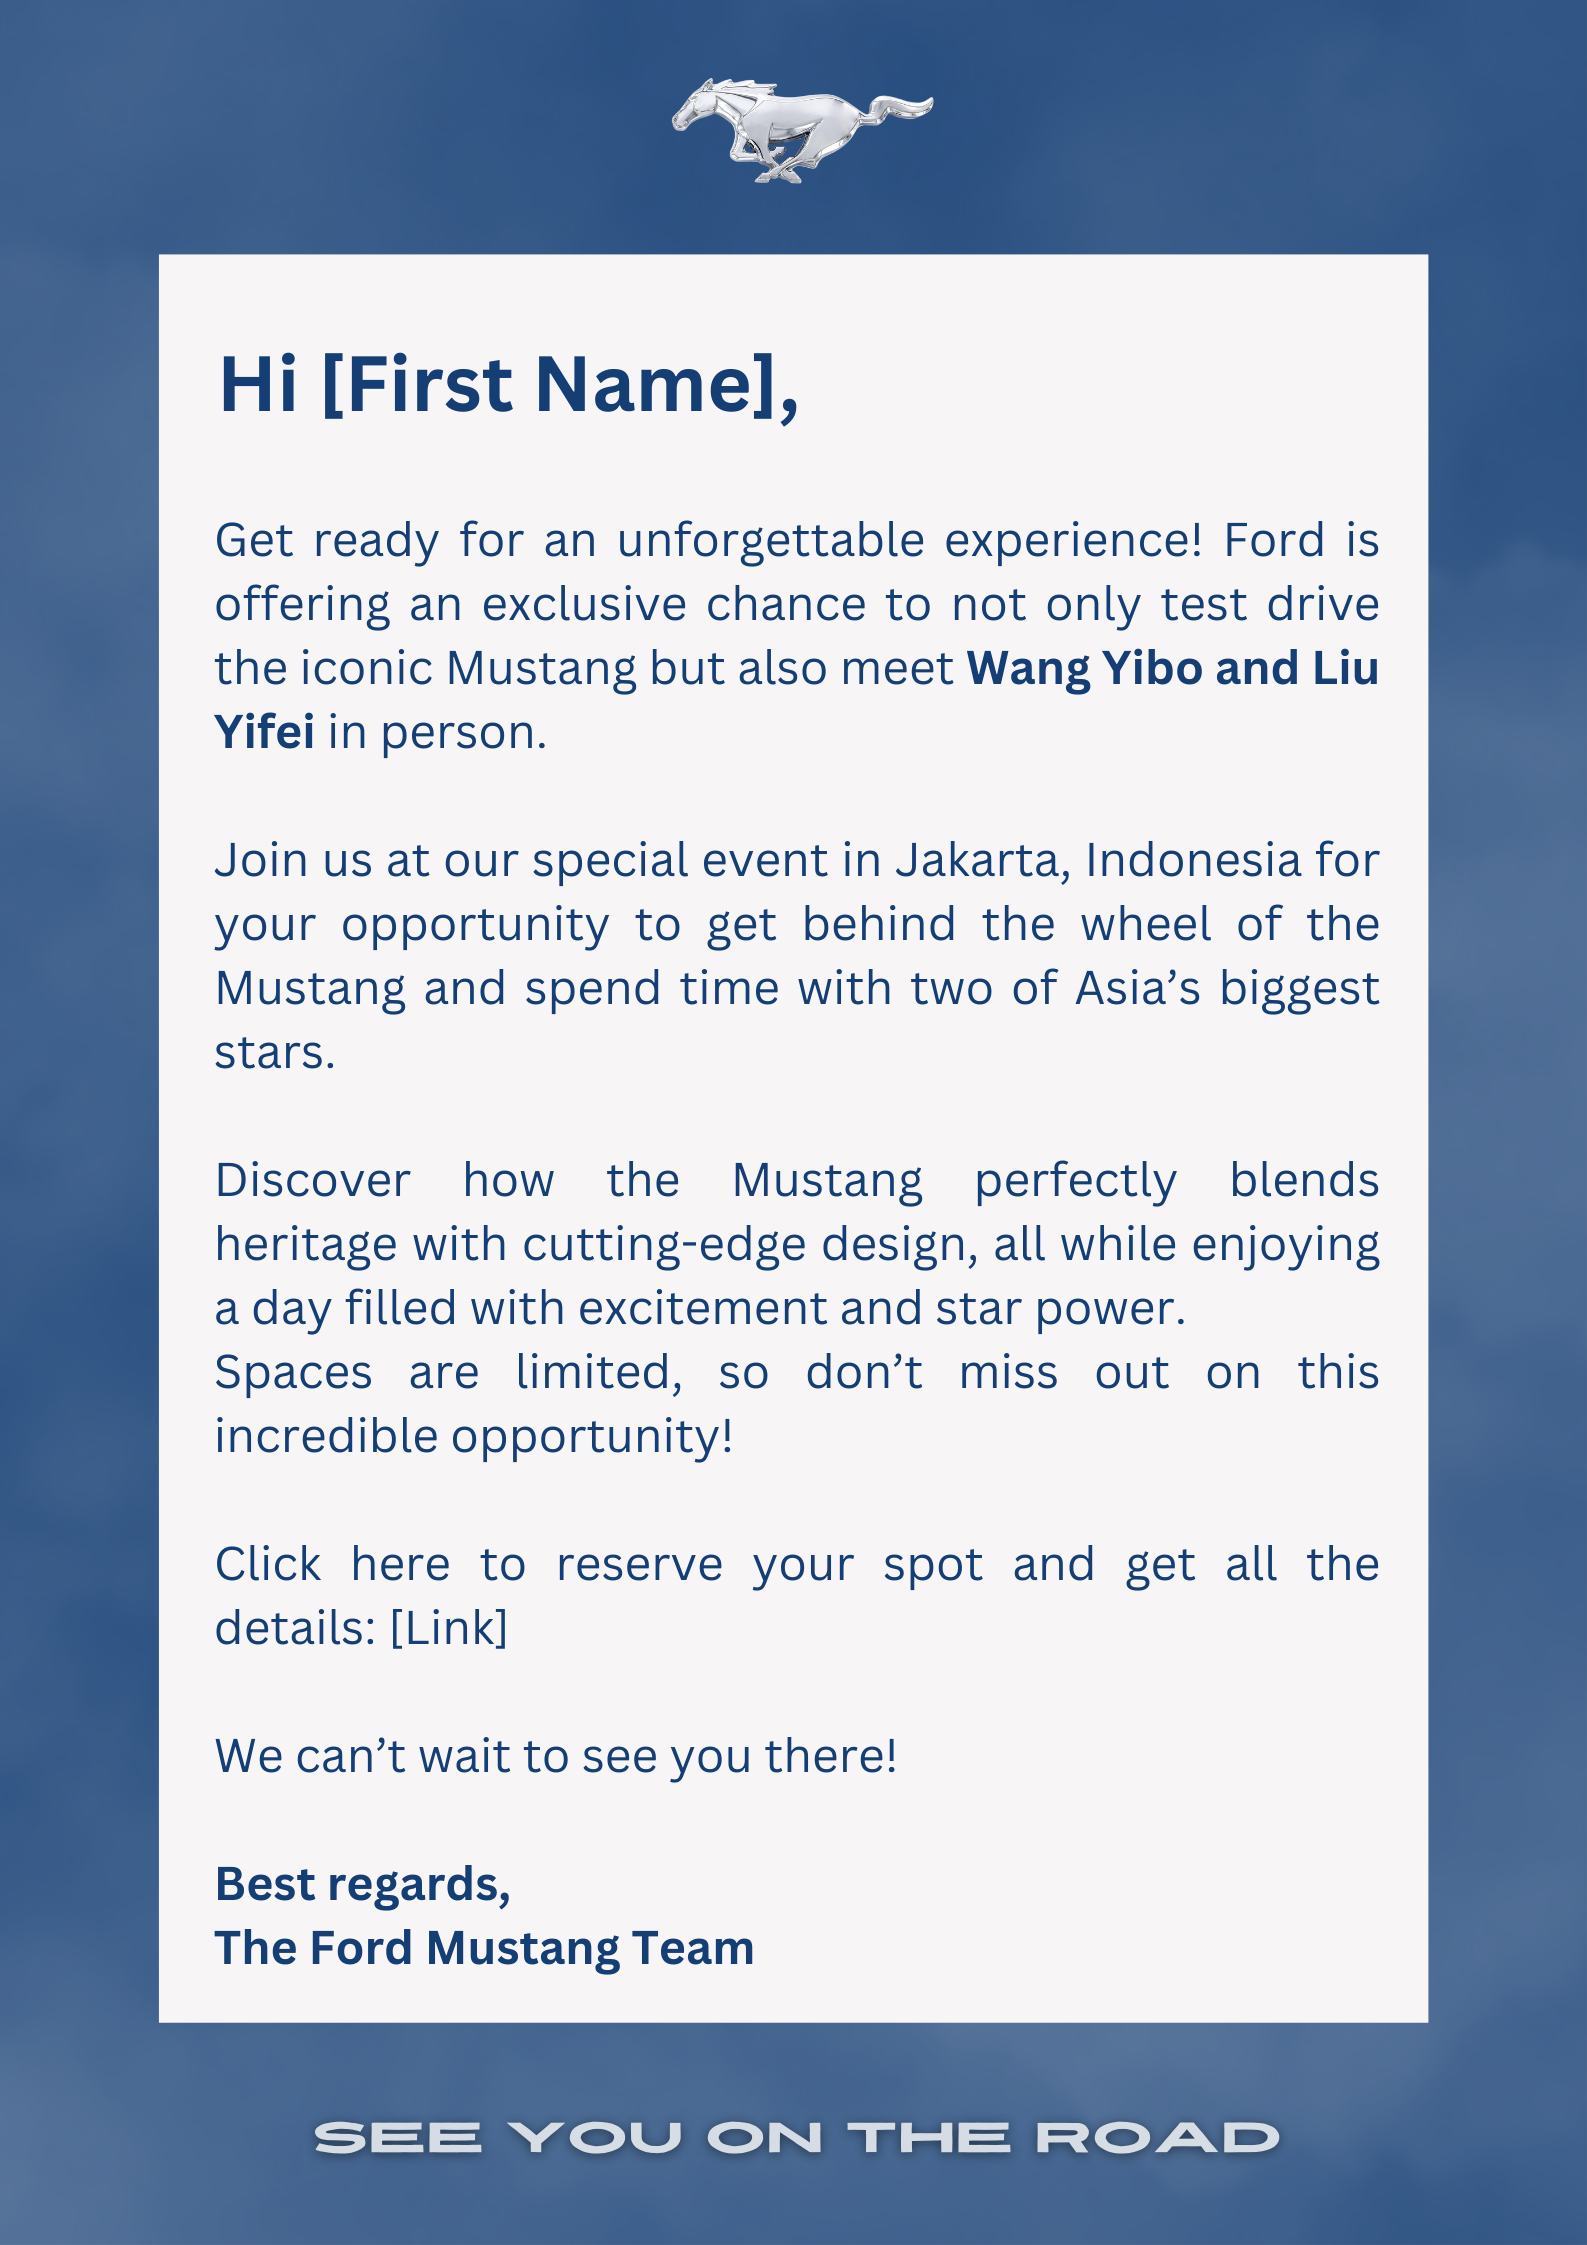 Hi [First Name],
Get ready for an unforgettable experience! Ford is
offering an exclusive chance to not only test drive
the iconic Mustang but also meet Wang Yibo and Liu
Yifei in person.
Join us at our special event in Jakarta, Indonesia for
your opportunity to get behind the wheel of the
Mustang and spend time with two of Asia’s biggest
stars.
Discover how the Mustang perfectly blends
heritage with cutting-edge design, all while enjoying
a day filled with excitement and star power.
Spaces are limited, so don’t miss out on this
incredible opportunity!
Click here to reserve your spot and get all the
details: [Link]
We can’t wait to see you there!
Best regards,
The Ford Mustang Team
SEE YOU ON THE ROAD